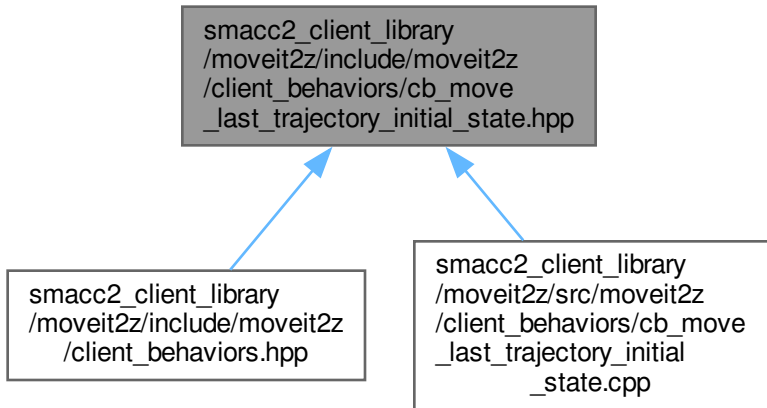 smacc2_client_library
/moveit2z/include/moveit2z
/client_behaviors/cb_move
_last_trajectory_initial_state.hpp
smacc2_client_library
/moveit2z/include/moveit2z
/client_behaviors.hpp
smacc2_client_library
/moveit2z/src/moveit2z
/client_behaviors/cb_move
_last_trajectory_initial
_state.cpp